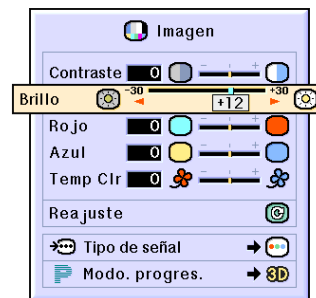 Imagen
Contraste 0
Brillo -30 +12 +30
Rojo 0
Azul 0
Temp Clr 0
Reajuste
Tipo de señal
Modo. progres. 3D